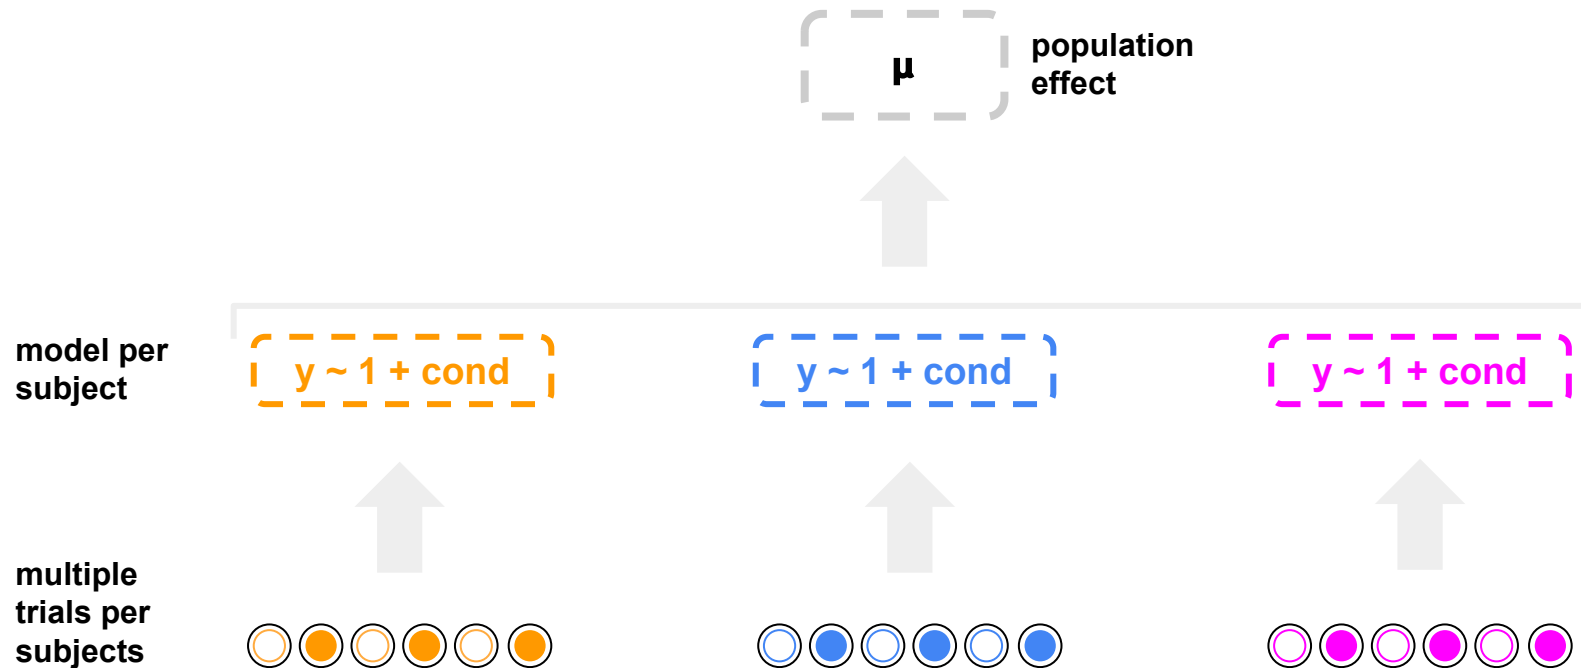 μ
population
effect
model per
subject
y ~ 1 + cond
y ~ 1 + cond
y ~ 1 + cond
multiple
trials per
subjects